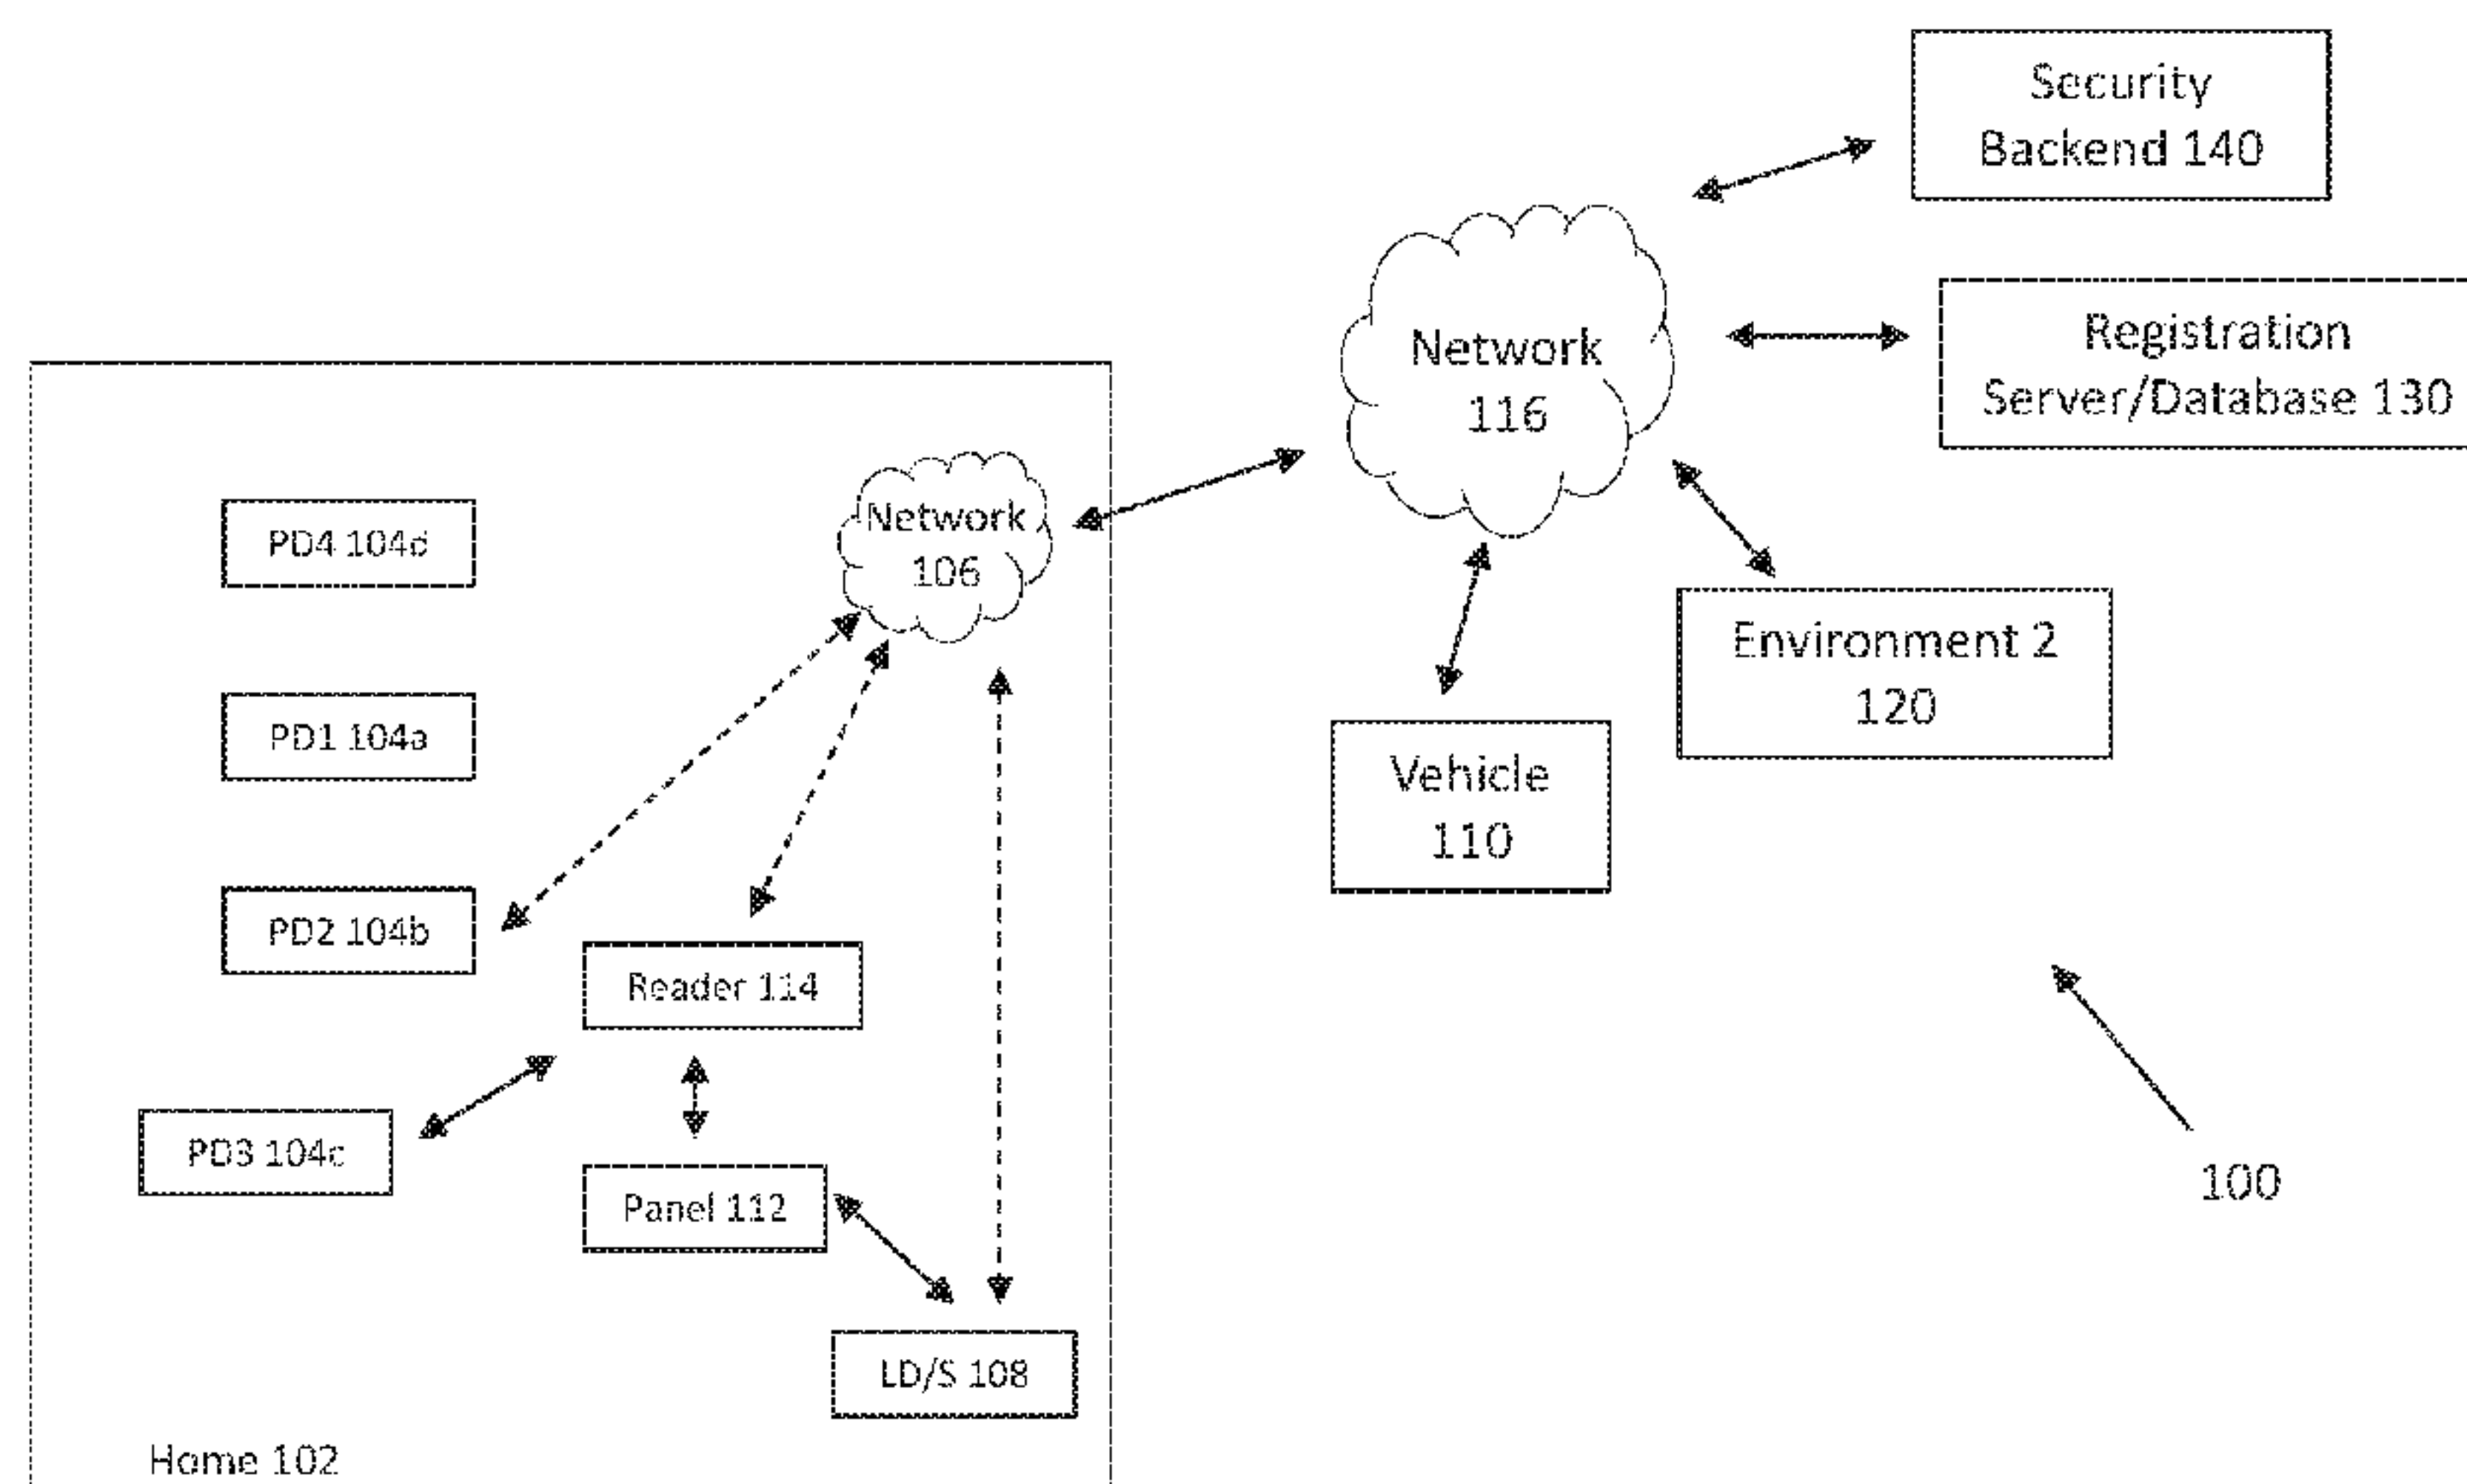 Security
Backend 140
Network
116
Registration
Server/Database 130
Network
106
PD4 104d
Environment 2
120
PD1 104a
Vehicle
110
PD2 104b
Reader 114
PD3 104c
Panel 112
100
LD/S 108
Home 102